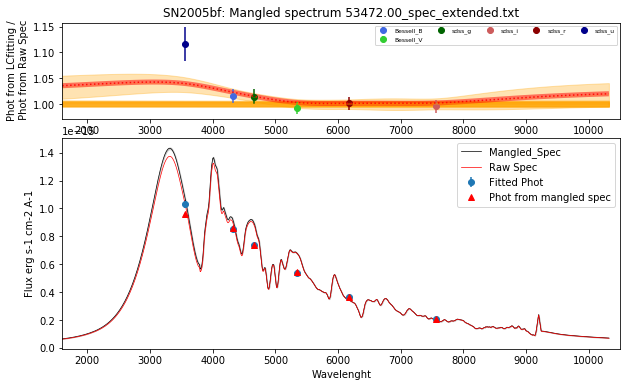 SN2005bf: Mangled spectrum 53472.00_spec_extended.txt
Phot from LCfitting /
Phot from Raw Spec
1.15
1.10
1.05
1.00
Bessell_B
Bessell_V
sdss_g
sdss_i
sdss_r
sdss_u
2000 3000 4000 5000 6000 7000 8000 9000 10000
1e-15
Flux erg s-1 cm-2 A-1
1.4
1.2
1.0
0.8
0.6
0.4
0.2
0.0
Mangled_Spec
Raw Spec
Fitted Phot
Phot from mangled spec
2000 3000 4000 5000 6000 7000 8000 9000 10000
Wavelenght